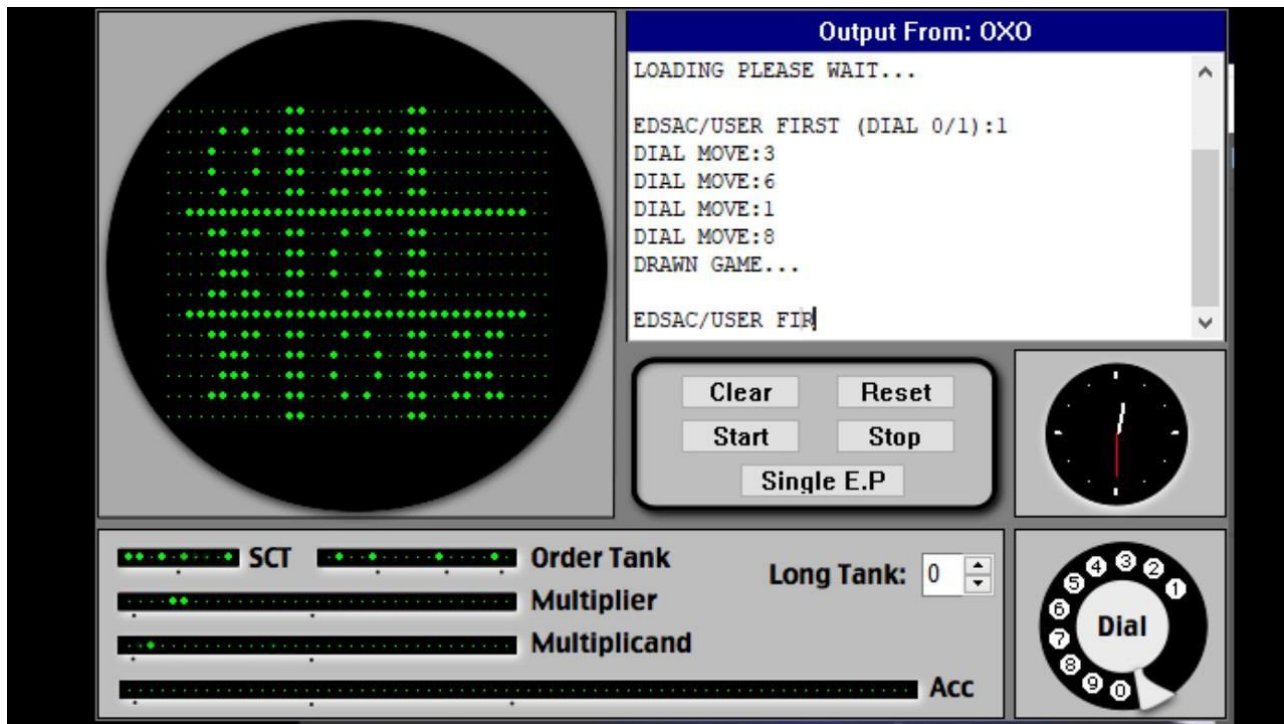 Output From: OXO
LOADING PLEASE WAIT...
EDSAC/USER FIRST (DIAL 0/1):1
DIAL MOVE:3
DIAL MOVE:6
DIAL MOVE:1
DIAL MOVE:8
DRAWN GAME...
EDSAC/USER FIR
Clear Reset
Start Stop
Single E.P
SCT Order Tank
Long Tank: 0
Multiplier
Multiplicand
Acc
1 2 3 4 5 6 7 8 9 0
Dial